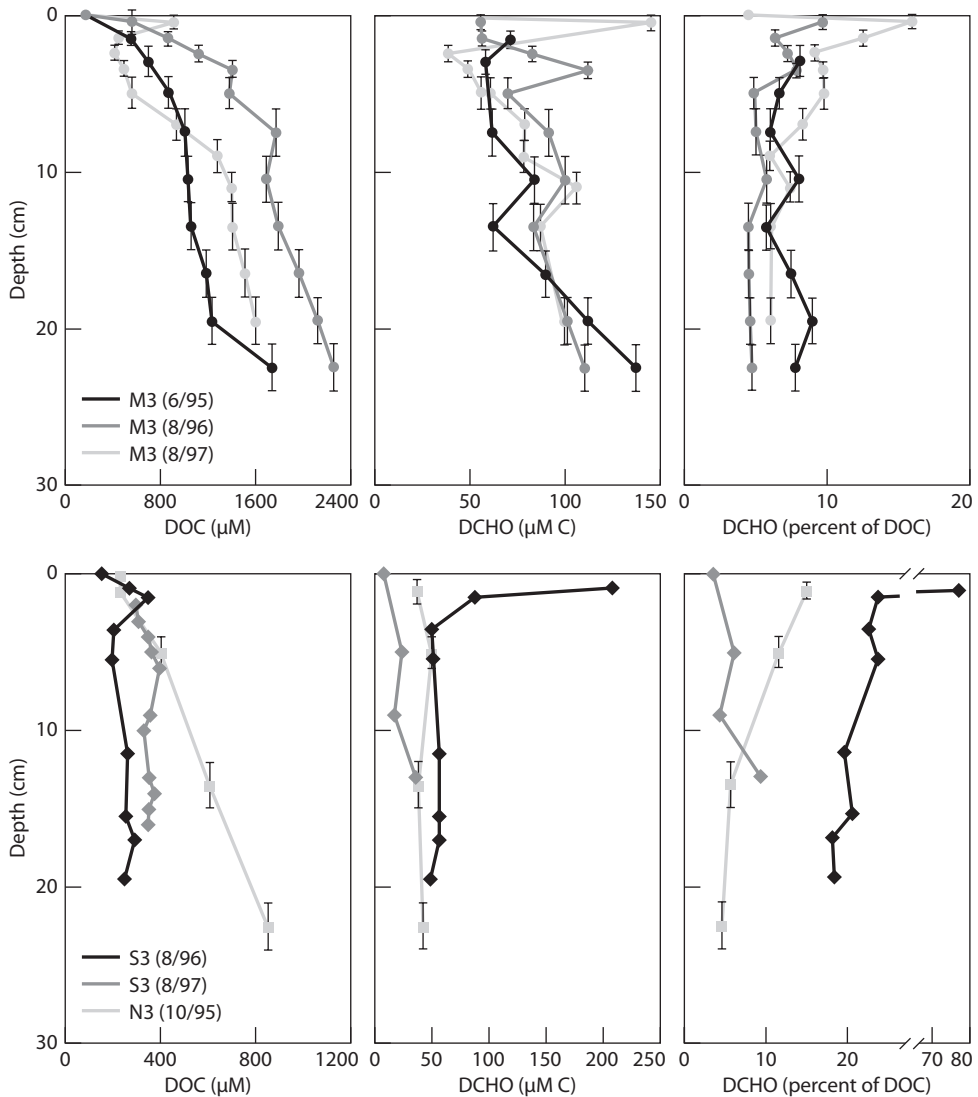 0
10
20
30
Depth (cm)
M3 (6/95)
M3 (8/96)
M3 (8/97)
0 800 1600 2400
DOC (μM)
50 100 150
DCHO (μM C)
0 10 20
DCHO (percent of DOC)
0
10
20
30
Depth (cm)
S3 (8/96)
S3 (8/97)
N3 (10/95)
0 400 800 1200
DOC (μM)
0 50 100 150 200 250
DCHO (μM C)
0 10 20 70 80
DCHO (percent of DOC)